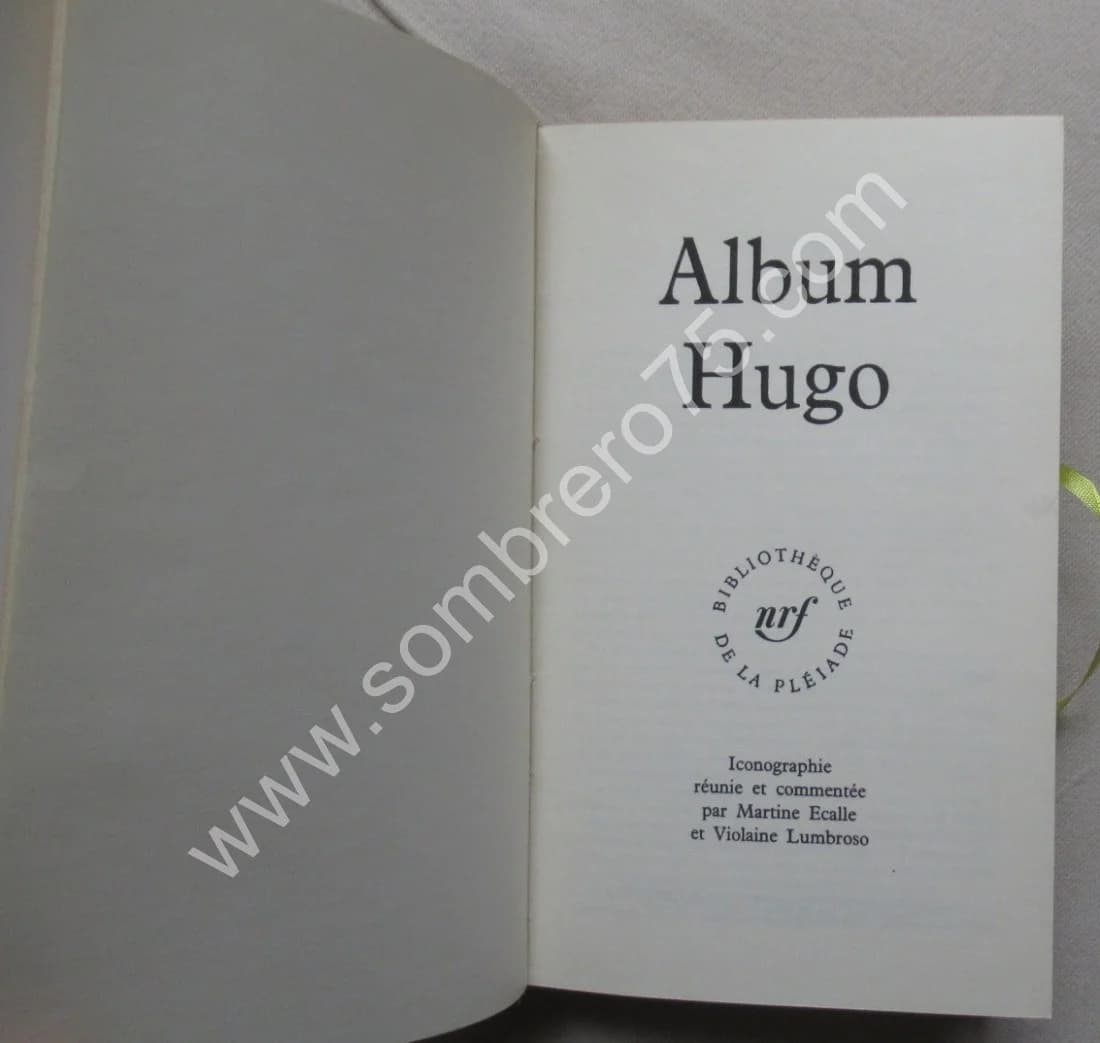 Album
Hugo
BIBLIOTHÈQUE
nrf
DE LA PLÉIADE
Iconographie
réunie et commentée
par Martine Ecalle
et Violaine Lumbroso
www.sombrero75.com